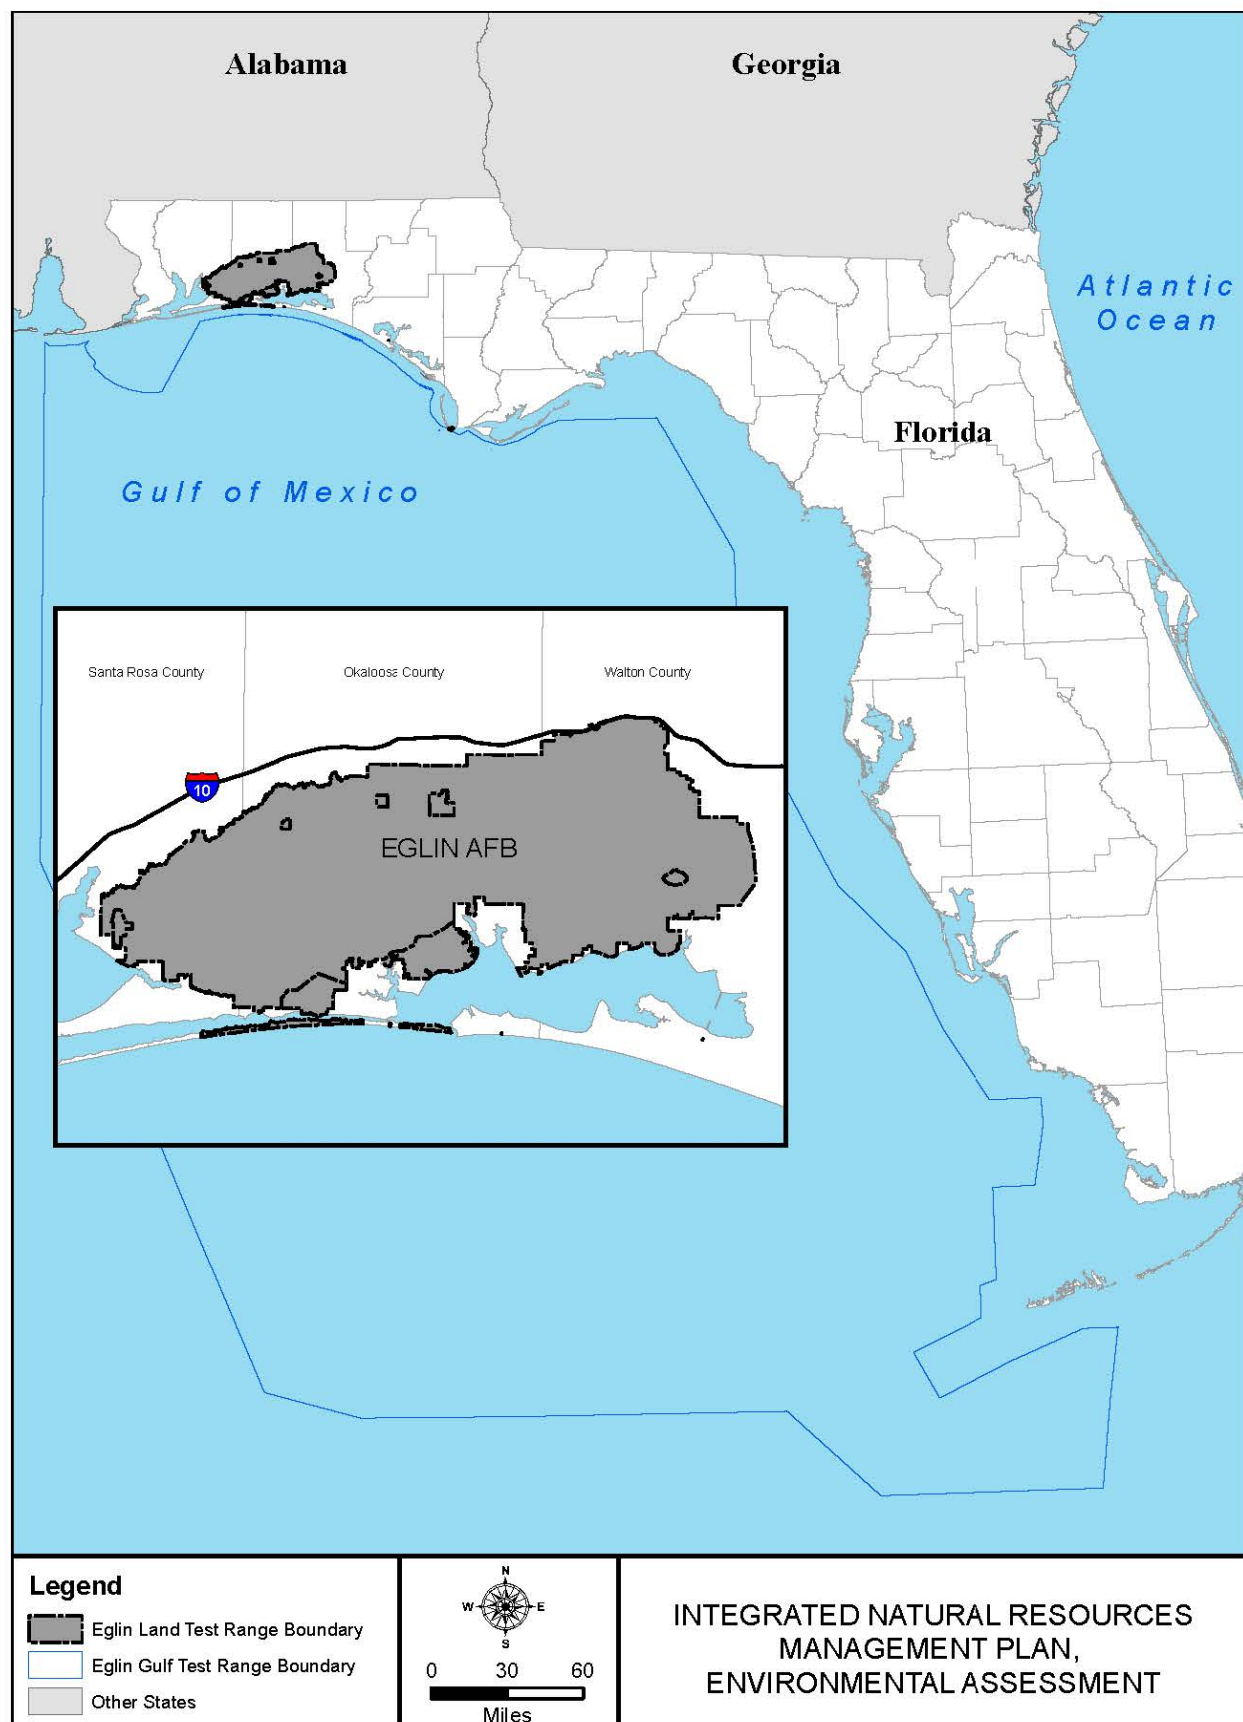 Alabama
Georgia
Atlantic
Ocean
Florida
Gulf of Mexico
Santa Rosa County
Okaloosa County
Walton County
10
EGLIN AFB
Legend
Eglin Land Test Range Boundary
Eglin Gulf Test Range Boundary
Other States
N
W
E
S
0 30 60
Miles
INTEGRATED NATURAL RESOURCES
MANAGEMENT PLAN,
ENVIRONMENTAL ASSESSMENT